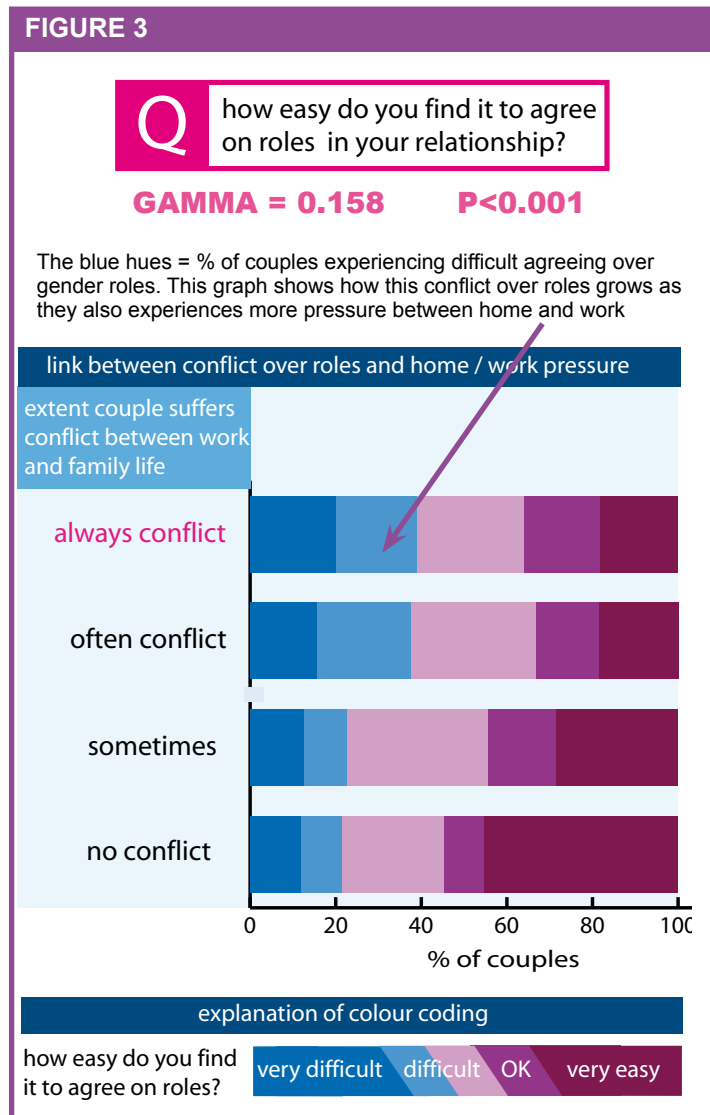 FIGURE 3
Q
how easy do you find it to agree
on roles in your relationship?
GAMMA = 0.158 P<0.001
The blue hues = % of couples experiencing difficult agreeing over
gender roles. This graph shows how this conflict over roles grows as
they also experiences more pressure between home and work
link between conflict over roles and home / work pressure
extent couple suffers
conflict between work
and family life
always conflict
often conflict
sometimes
no conflict
0 20 40 60 80 100
% of couples
explanation of colour coding
how easy do you find
it to agree on roles?
very difficult difficult OK very easy